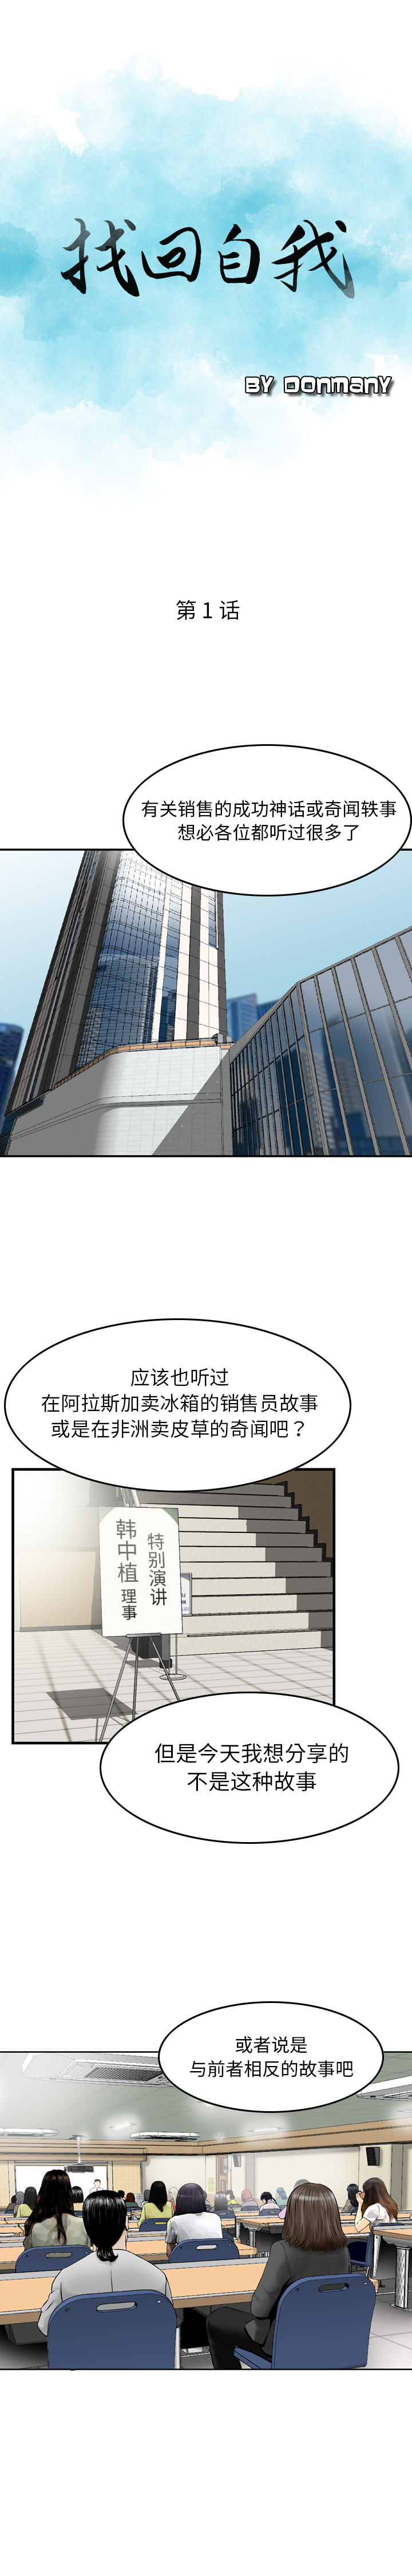 找回自我
BY DONMANY
第 1 话
有关销售的成功神话或奇闻轶事
想必各位都听过很多了
应该也听过
在阿拉斯加卖冰箱的销售员故事
或是在非洲卖皮草的奇闻吧？
特别演讲
韩中植 理事
但是今天我想分享的
不是这种故事
或者说是
与前者相反的故事吧